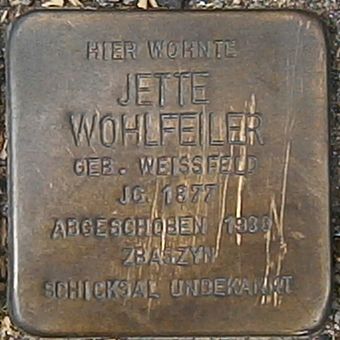 HIER WOHNTE
JETTE
WOHLFEILER
GEB. WEISSFELD
JG. 1877
ABGESCHOBEN 1938
ZBASZYN
SCHICKSAL UNBEKANNT